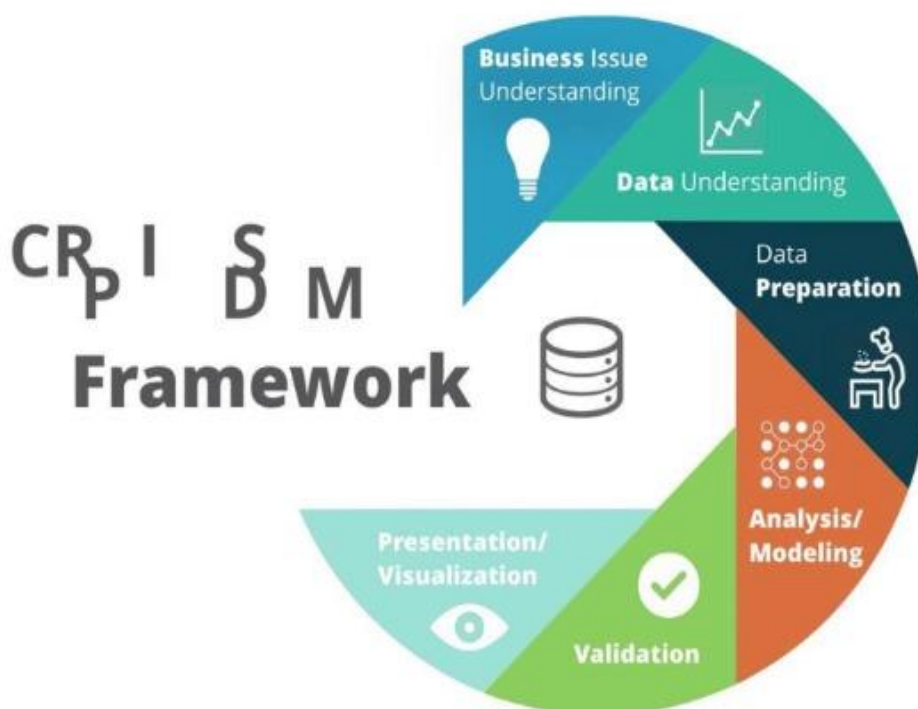 CR I S
P D M
Framework
Business Issue
Understanding
Data Understanding
Data
Preparation
Analysis/
Modeling
Validation
Presentation/
Visualization